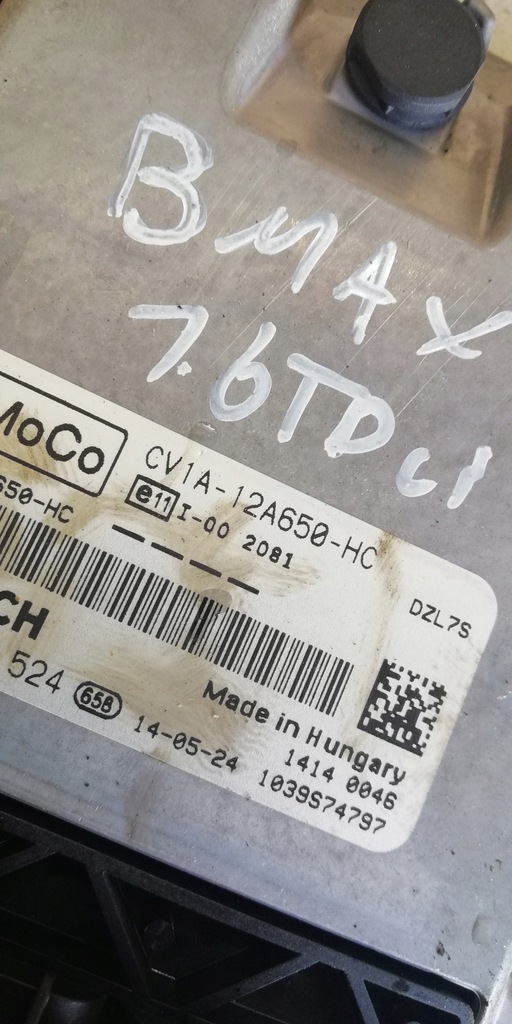 BMAX
1.6TDCI
MoCo
CV1A-12A650-HC
650-HC
e11 I-00 2081
DZL7S
CH
524 658 14-05-24
Made in Hungary
1414 0046
1039S74797